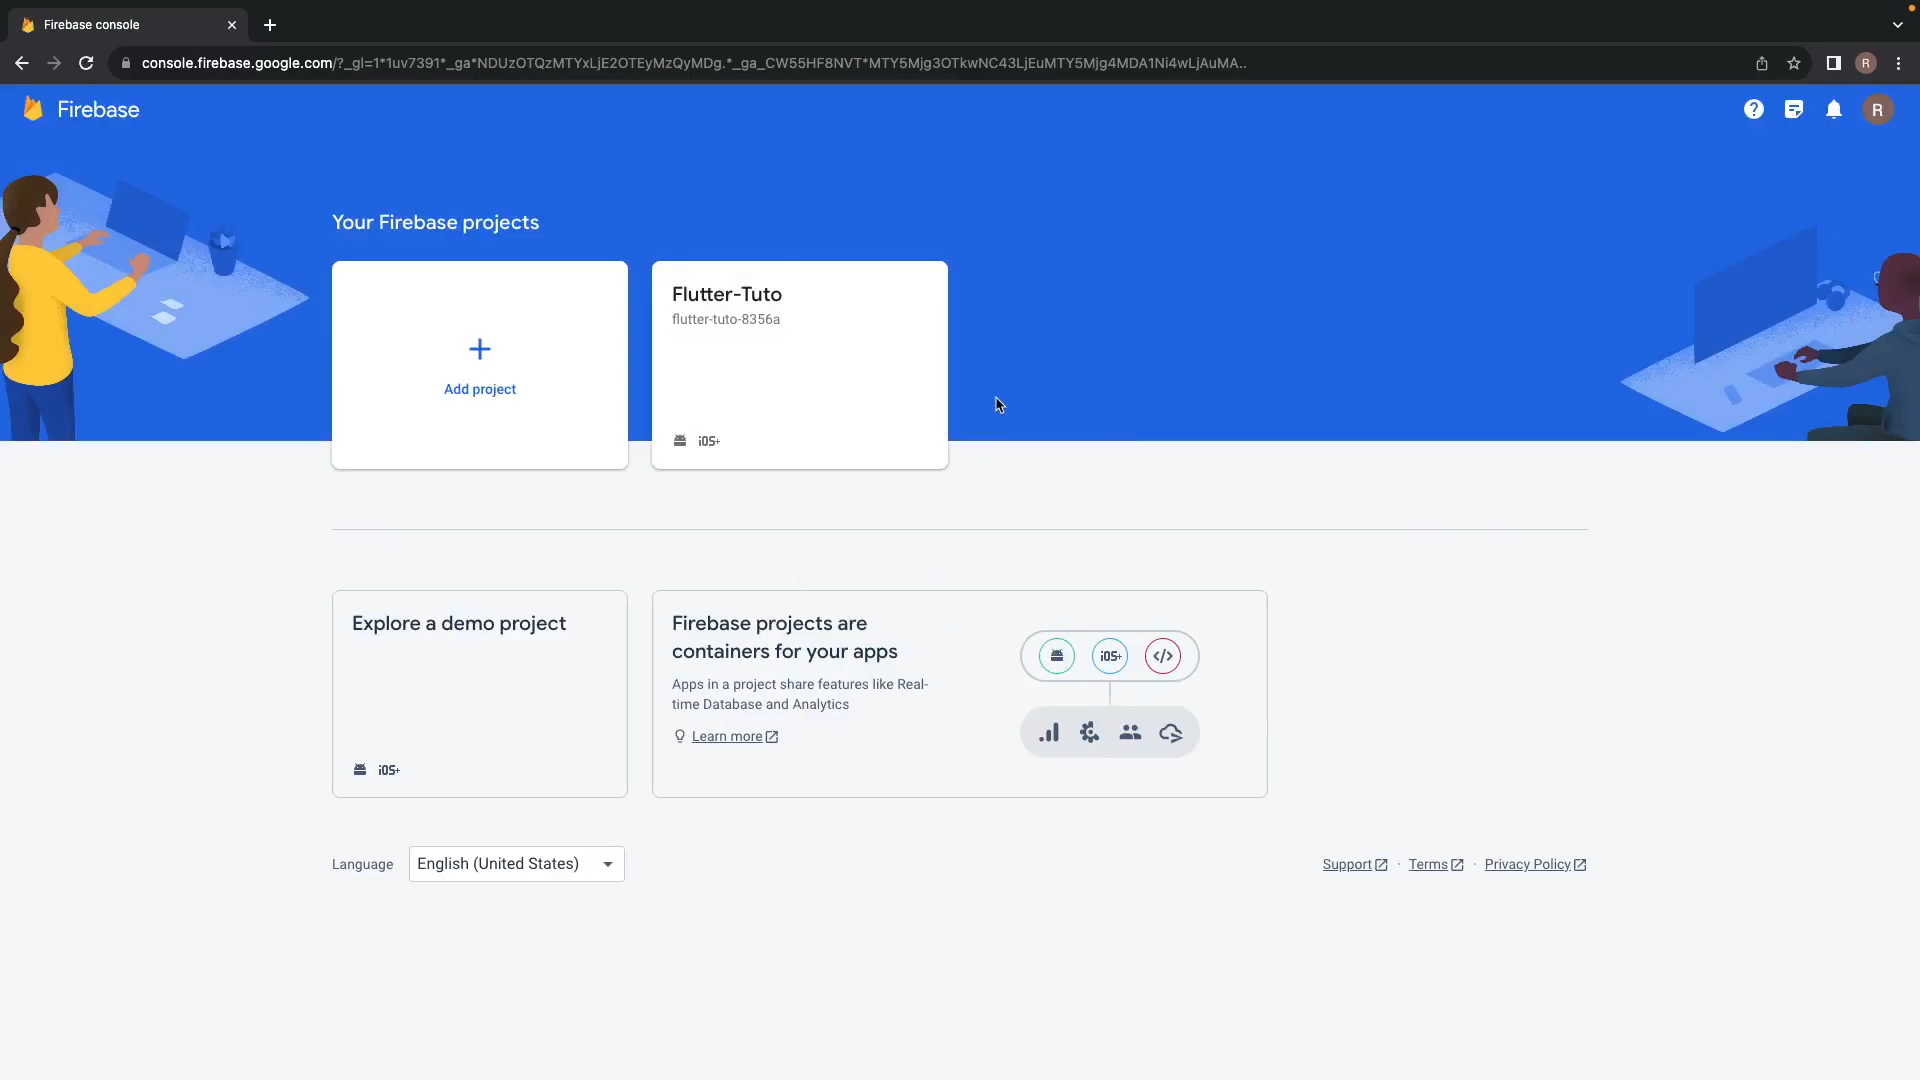 Firebase console
console.firebase.google.com/?_gl=1*1uv7391*_ga*NDUzOTQzMTYxLjE2OTEyMzQyMDg.*_ga_CW55HF8NVT*MTY5Mjg3OTkwNC43LjEuMTY5Mjg4MDA1Ni4wLjAuMA..
R
Firebase
R
Your Firebase projects
Add project
Flutter-Tuto
flutter-tuto-8356a
iOS+
Explore a demo project
iOS+
Firebase projects are
containers for your apps
Apps in a project share features like Real-
time Database and Analytics
Learn more
iOS+
Language
English (United States)
Support · Terms · Privacy Policy